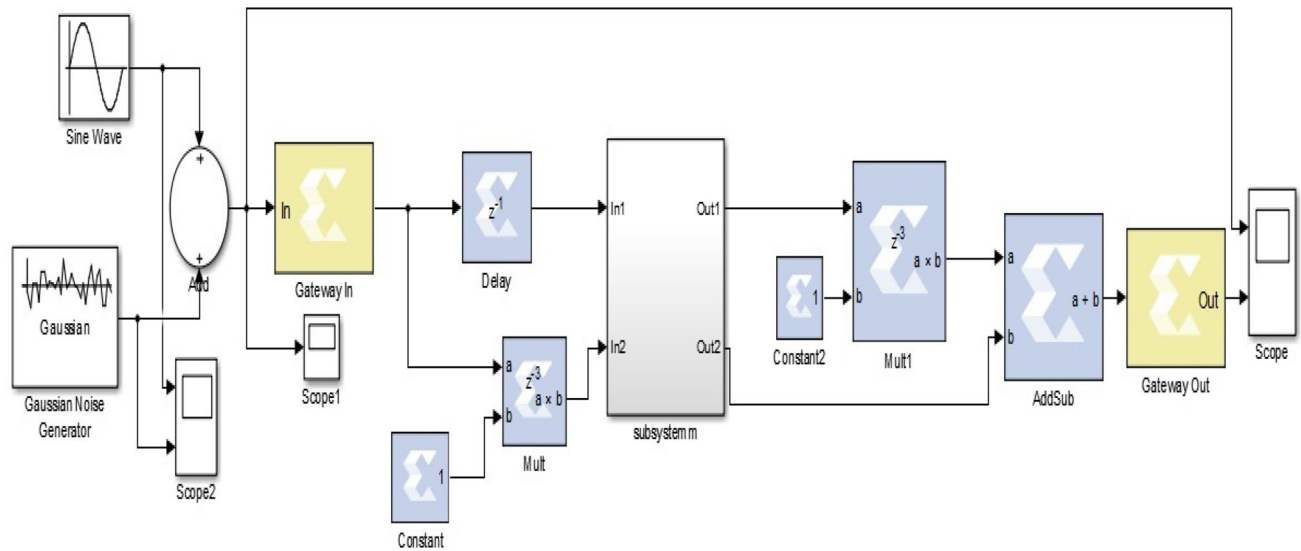 Sine Wave
+
+
Add
Gaussian
Gaussian Noise
Generator
Scope2
In
Gateway In
Scope1
z-1
Delay
a
b
z-3
a × b
Mult
1
Constant
In1
In2
Out1
Out2
subsystemm
1
Constant2
a
b
z-3
a × b
Mult1
a
b
a + b
AddSub
Out
Gateway Out
Scope